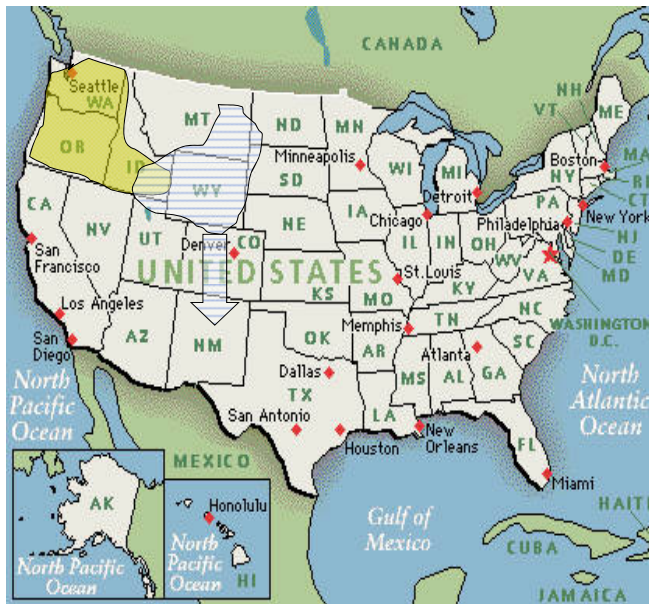 CANADA
Seattle
WA
MT
ND
MN
NH
VT
ME
OR
ID
Minneapolis
WI
MI
Boston
MA
WY
SD
Detroit
NY
RI
CT
CA
NV
UT
Denver
CO
NE
IA
Chicago
PA
New York
Philadelphia
NJ
San
Francisco
UNITED STATES
IL
IN
OH
WV
DE
MD
KS
MO
St.Louis
KY
VA
Los Angeles
San
Diego
AZ
NM
OK
AR
Memphis
TN
NC
WASHINGTON
D.C.
SC
Atlanta
Dallas
TX
MS
AL
GA
North
Pacific
Ocean
San Antonio
LA
Houston
New
Orleans
FL
North
Atlantic
Ocean
MEXICO
Miami
AK
North Pacific
Ocean
Honolulu
North
Pacific
Ocean
HI
Gulf of
Mexico
HAITI
CUBA
JAMAICA